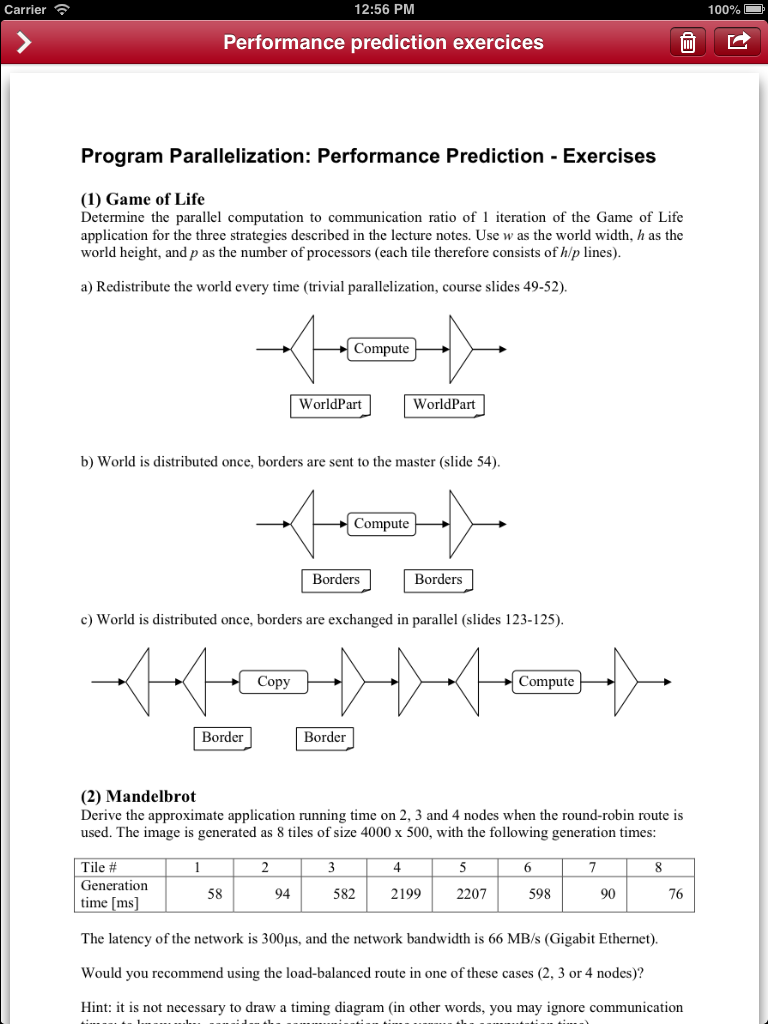 Carrier 12:56 PM 100%
Performance prediction exercices
Program Parallelization: Performance Prediction - Exercises
(1) Game of Life
Determine the parallel computation to communication ratio of 1 iteration of the Game of Life
application for the three strategies described in the lecture notes. Use w as the world width, h as the
world height, and p as the number of processors (each tile therefore consists of h/p lines).
a) Redistribute the world every time (trivial parallelization, course slides 49-52).
Compute
WorldPart WorldPart
b) World is distributed once, borders are sent to the master (slide 54).
Compute
Borders Borders
c) World is distributed once, borders are exchanged in parallel (slides 123-125).
Copy Compute
Border Border
(2) Mandelbrot
Derive the approximate application running time on 2, 3 and 4 nodes when the round-robin route is
used. The image is generated as 8 tiles of size 4000 x 500, with the following generation times:
Tile # 1 2 3 4 5 6 7 8
Generation
time [ms] 58 94 582 2199 2207 598 90 76
The latency of the network is 300µs, and the network bandwidth is 66 MB/s (Gigabit Ethernet).
Would you recommend using the load-balanced route in one of these cases (2, 3 or 4 nodes)?
Hint: it is not necessary to draw a timing diagram (in other words, you may ignore communication